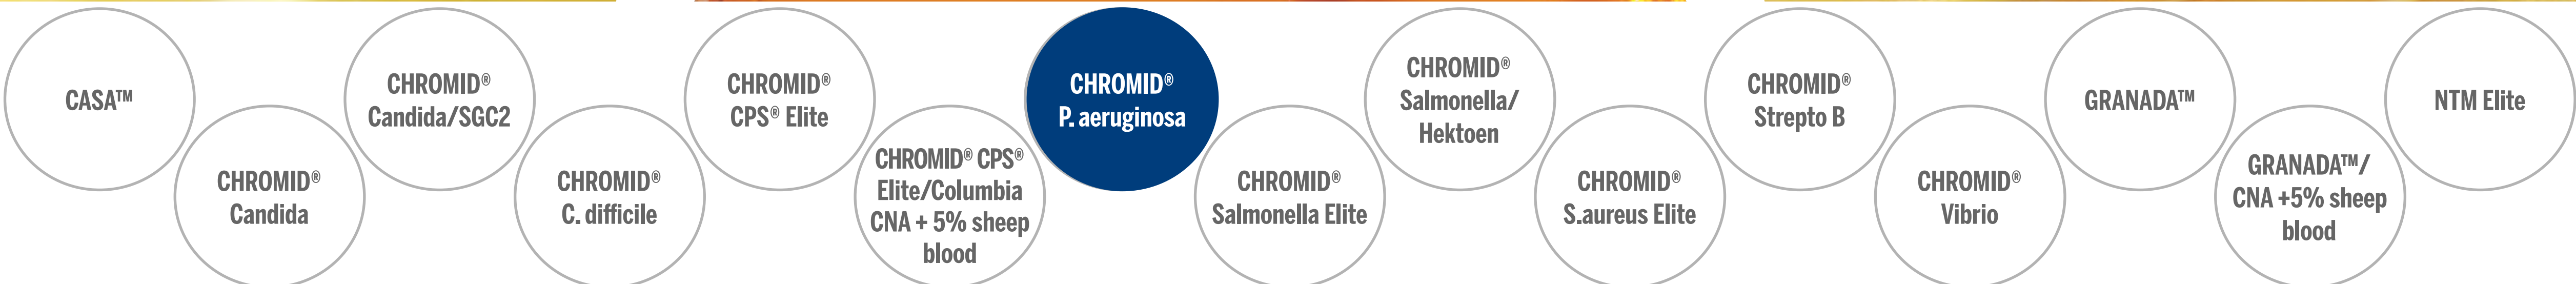 CASA™
CHROMID®
Candida
CHROMID®
Candida/SGC2
CHROMID®
C. difficile
CHROMID®
CPS® Elite
CHROMID® CPS®
Elite/Columbia
CNA + 5% sheep
blood
CHROMID®
P. aeruginosa
CHROMID®
Salmonella Elite
CHROMID®
Salmonella/
Hektoen
CHROMID®
S.aureus Elite
CHROMID®
Strepto B
CHROMID®
Vibrio
GRANADA™
GRANADA™/
CNA +5% sheep
blood
NTM Elite